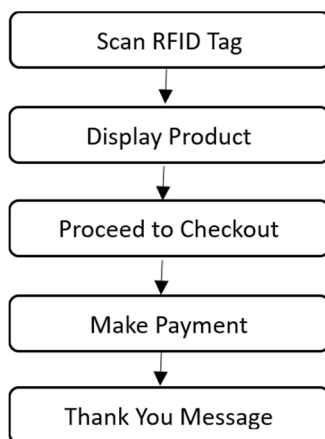 Scan RFID Tag
Display Product
Proceed to Checkout
Make Payment
Thank You Message